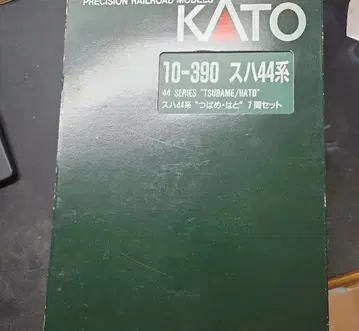 PRECISION RAILROAD MODELS
KATO
10-390 スハ44系
44 SERIES "TSUBAME/HATO"
スハ44系 "つばめ・はと" 7両セット